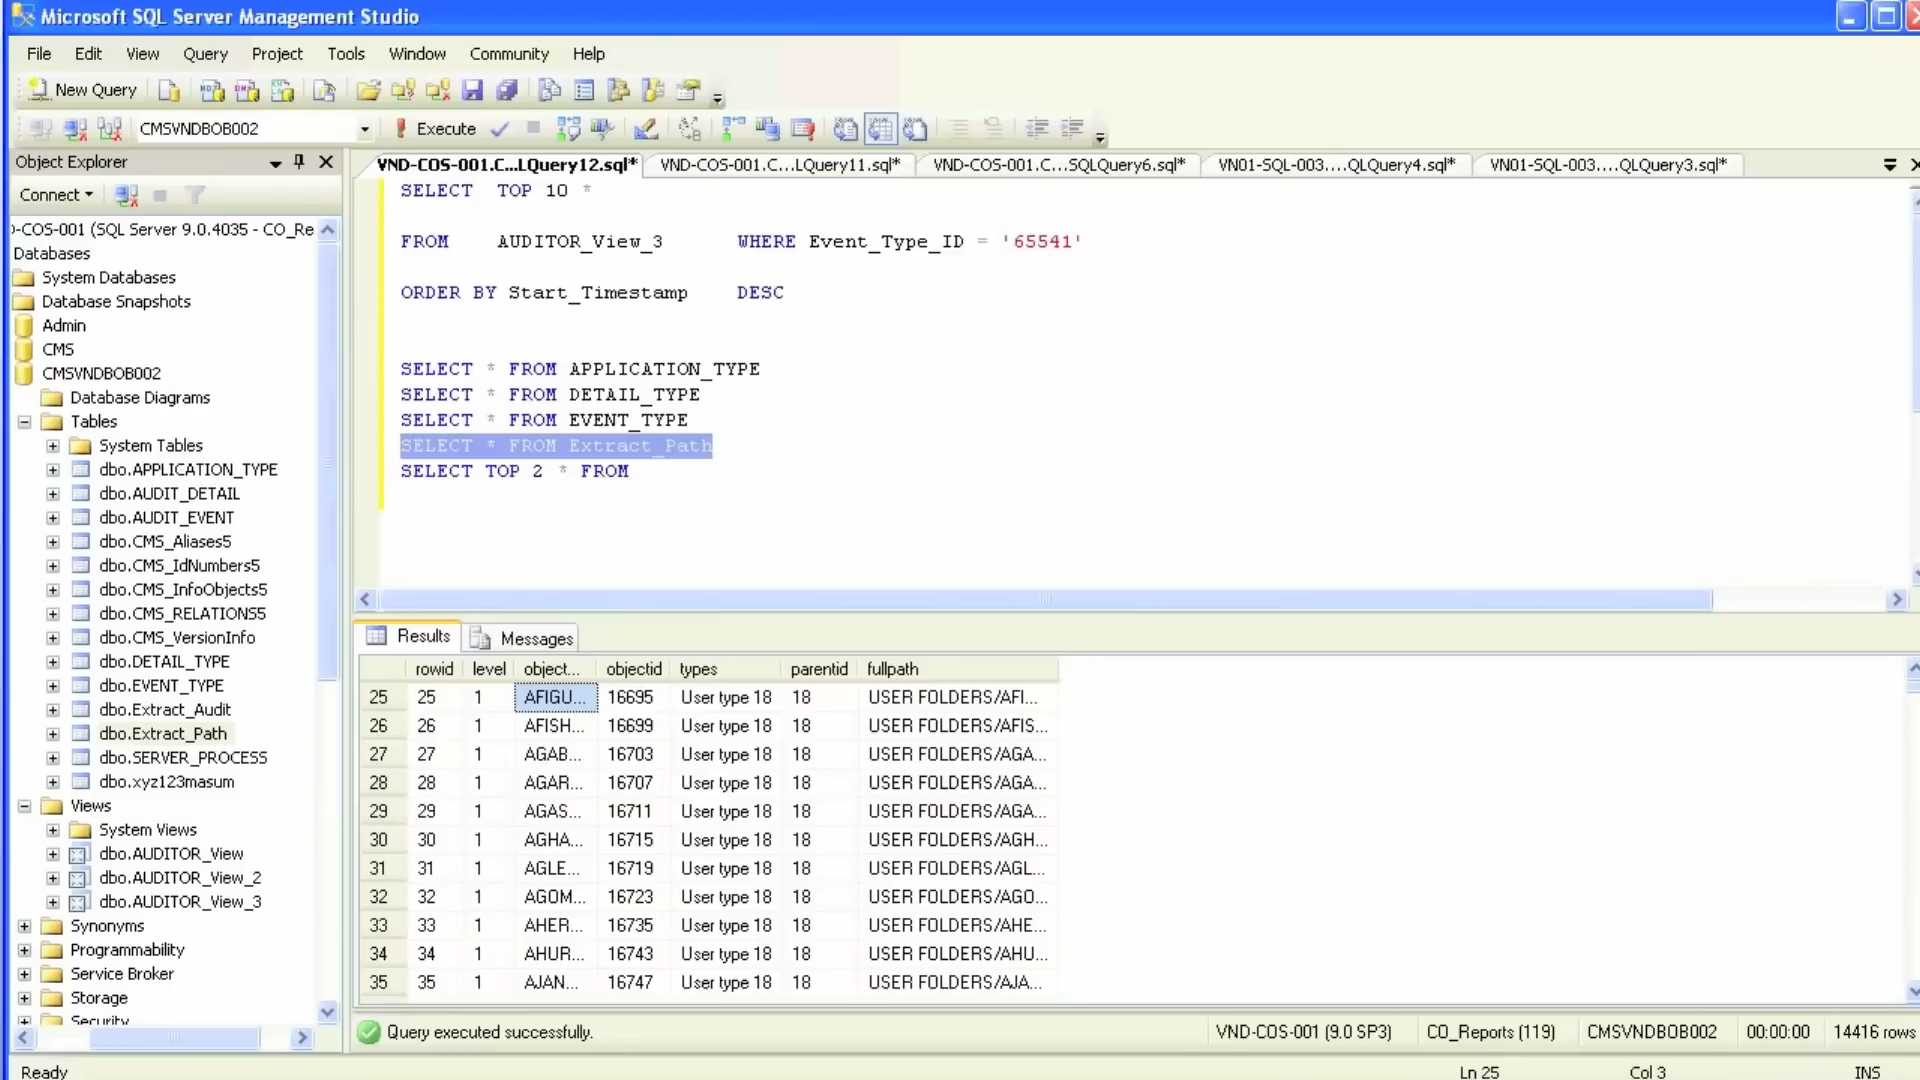 Microsoft SQL Server Management Studio
File Edit View Query Project Tools Window Community Help
New Query
CMSVNDBOB002 Execute
Object Explorer
Connect
-COS-001 (SQL Server 9.0.4035 - CO_Re
Databases
System Databases
Database Snapshots
Admin
CMS
CMSVNDBOB002
Database Diagrams
Tables
System Tables
dbo.APPLICATION_TYPE
dbo.AUDIT_DETAIL
dbo.AUDIT_EVENT
dbo.CMS_Aliases5
dbo.CMS_IdNumbers5
dbo.CMS_InfoObjects5
dbo.CMS_RELATIONS5
dbo.CMS_VersionInfo
dbo.DETAIL_TYPE
dbo.EVENT_TYPE
dbo.Extract_Audit
dbo.Extract_Path
dbo.SERVER_PROCESS
dbo.xyz123masum
Views
System Views
dbo.AUDITOR_View
dbo.AUDITOR_View_2
dbo.AUDITOR_View_3
Synonyms
Programmability
Service Broker
Storage
Security
VND-COS-001.C...LQuery12.sql* VND-COS-001.C...LQuery11.sql* VND-COS-001.C...SQLQuery6.sql* VN01-SQL-003....QLQuery4.sql* VN01-SQL-003....QLQuery3.sql*
SELECT TOP 10 *
FROM AUDITOR_View_3 WHERE Event_Type_ID = '65541'
ORDER BY Start_Timestamp DESC
SELECT * FROM APPLICATION_TYPE
SELECT * FROM DETAIL_TYPE
SELECT * FROM EVENT_TYPE
SELECT * FROM Extract_Path
SELECT TOP 2 * FROM
Results Messages
rowid level object... objectid types parentid fullpath
25 25 1 AFIGU... 16695 User type 18 18 USER FOLDERS/AFI...
26 26 1 AFISH... 16699 User type 18 18 USER FOLDERS/AFIS...
27 27 1 AGAB... 16703 User type 18 18 USER FOLDERS/AGA...
28 28 1 AGAR... 16707 User type 18 18 USER FOLDERS/AGA...
29 29 1 AGAS... 16711 User type 18 18 USER FOLDERS/AGA...
30 30 1 AGHA... 16715 User type 18 18 USER FOLDERS/AGH...
31 31 1 AGLE... 16719 User type 18 18 USER FOLDERS/AGL...
32 32 1 AGOM... 16723 User type 18 18 USER FOLDERS/AGO...
33 33 1 AHER... 16735 User type 18 18 USER FOLDERS/AHE...
34 34 1 AHUR... 16743 User type 18 18 USER FOLDERS/AHU...
35 35 1 AJAN... 16747 User type 18 18 USER FOLDERS/AJA...
Query executed successfully. VND-COS-001 (9.0 SP3) CO_Reports (119) CMSVNDBOB002 00:00:00 14416 rows
Ready Ln 25 Col 3 INS